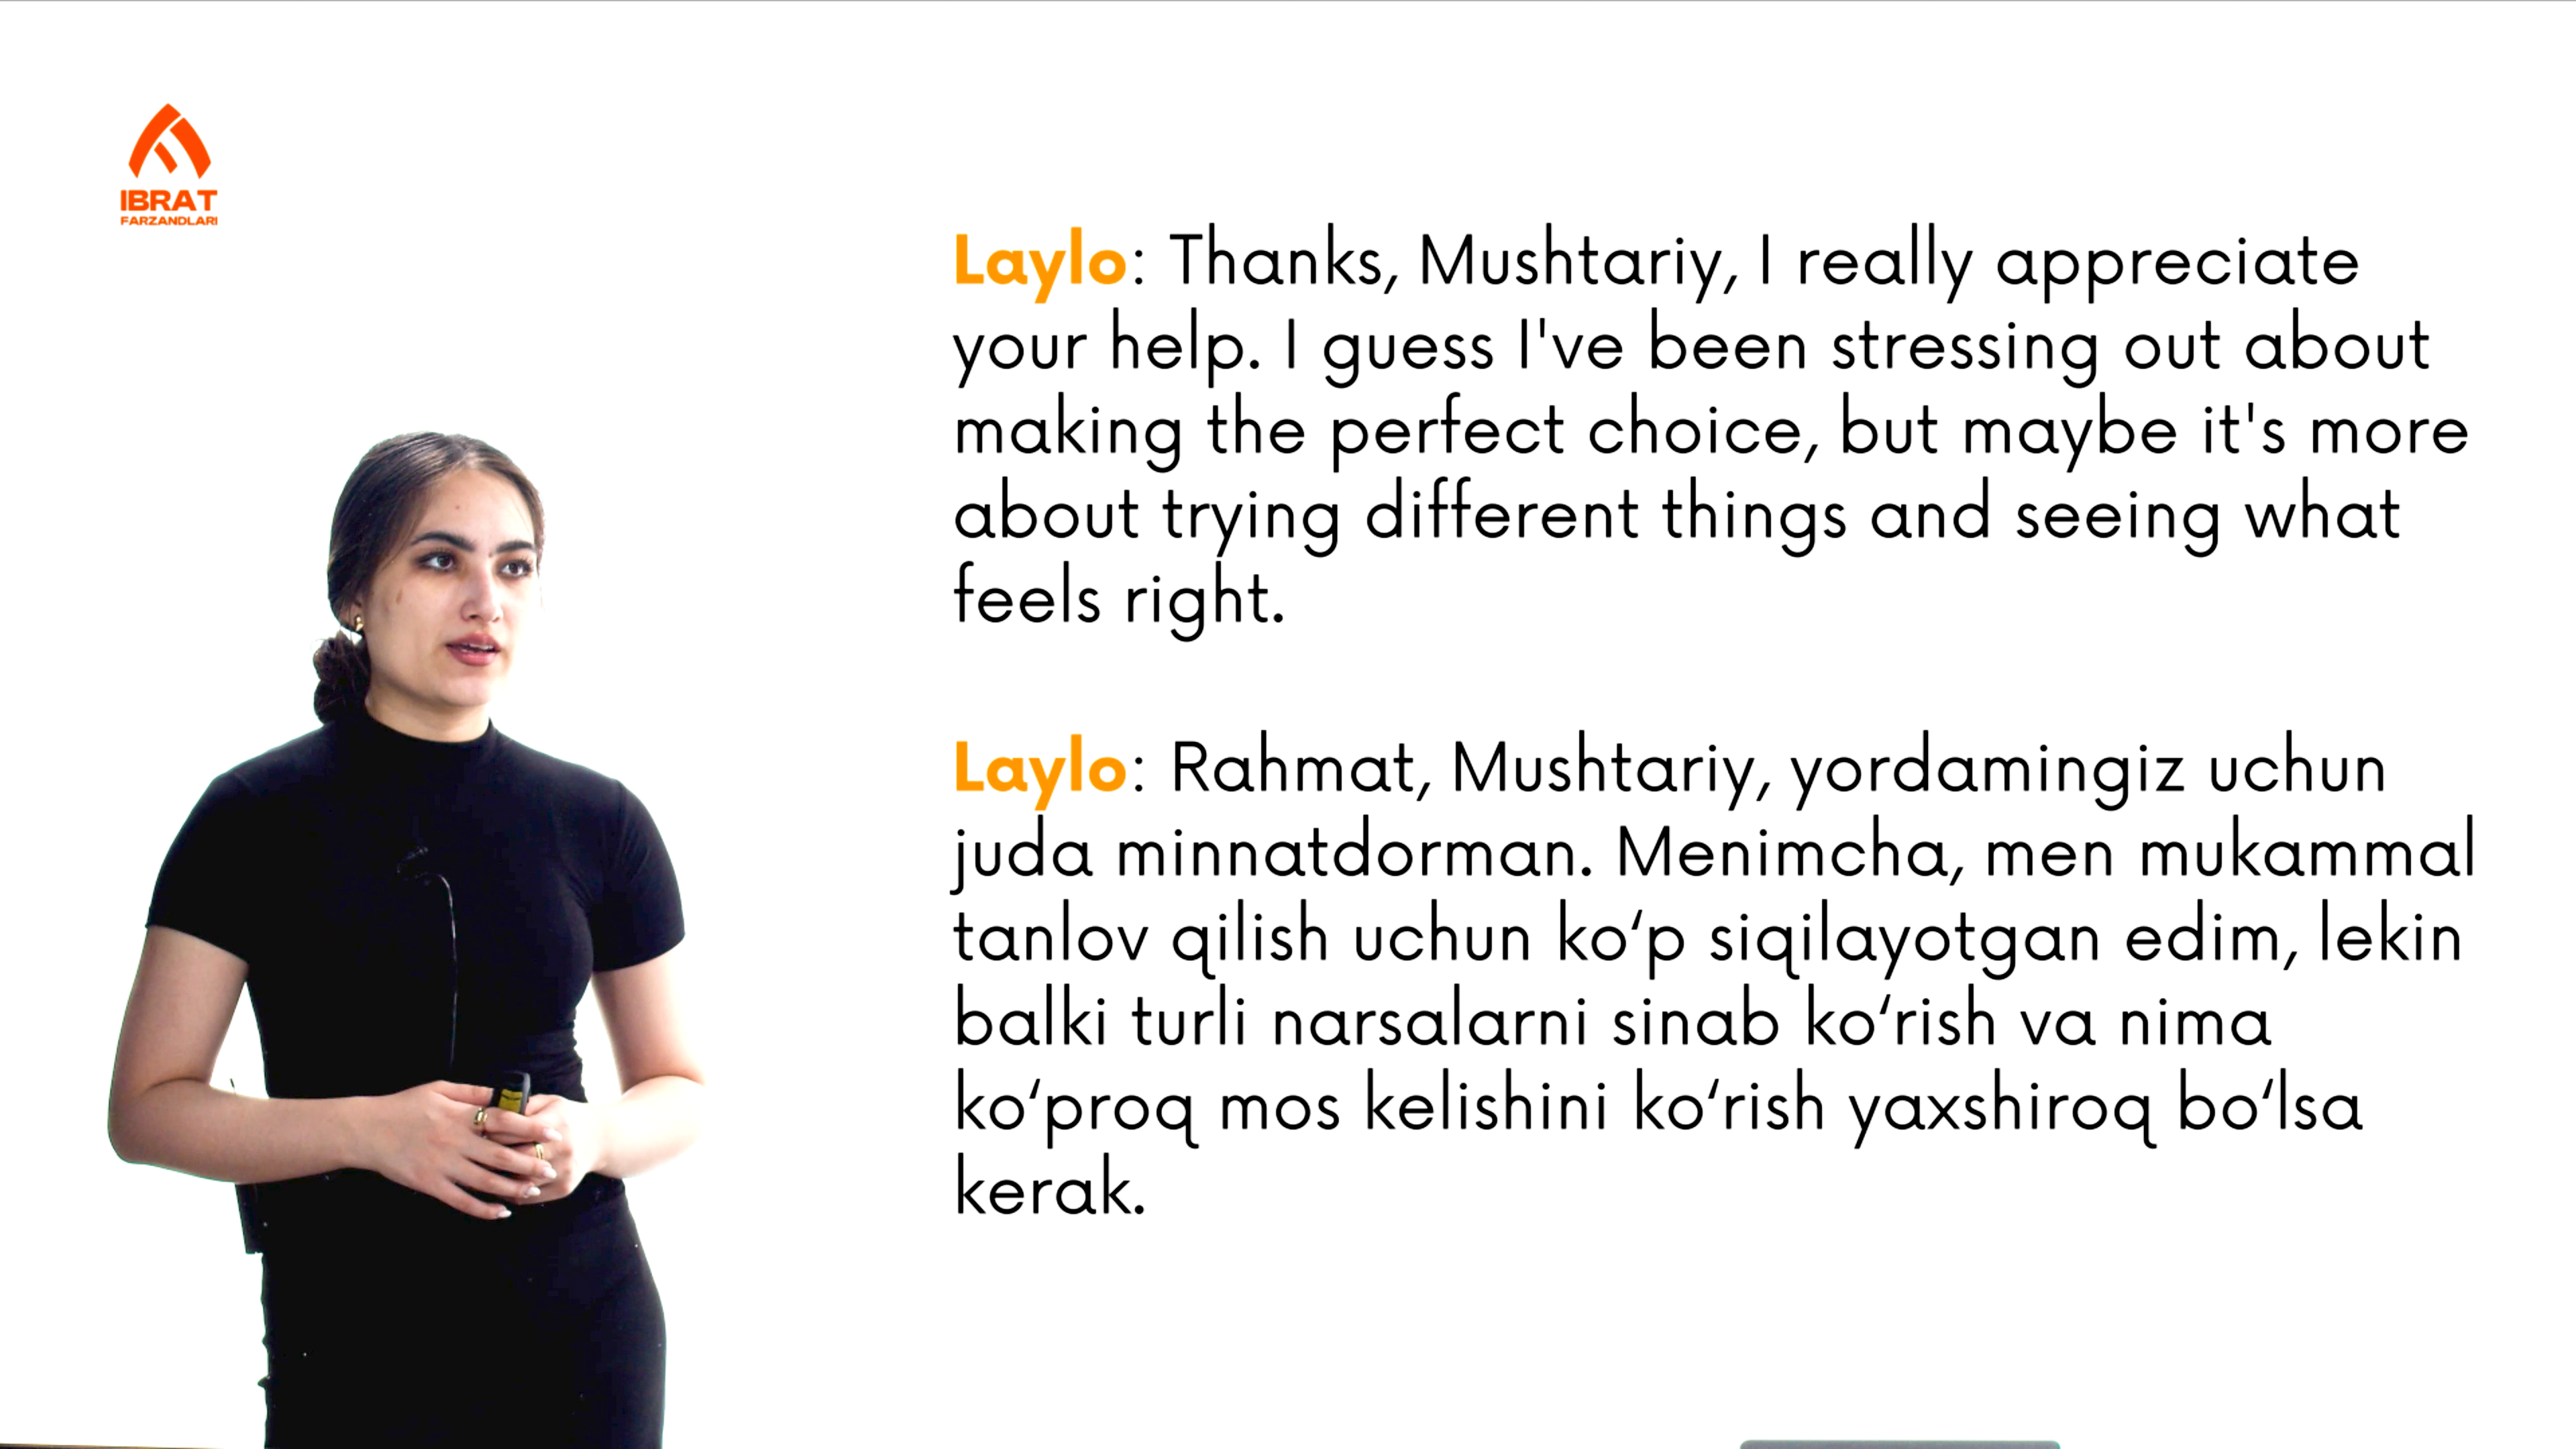 IBRAT
FARZANDLARI
Laylo: Thanks, Mushtariy, I really appreciate
your help. I guess I've been stressing out about
making the perfect choice, but maybe it's more
about trying different things and seeing what
feels right.
Laylo: Rahmat, Mushtariy, yordamingiz uchun
juda minnatdorman. Menimcha, men mukammal
tanlov qilish uchun ko‘p siqilayotgan edim, lekin
balki turli narsalarni sinab ko‘rish va nima
ko‘proq mos kelishini ko‘rish yaxshiroq bo‘lsa
kerak.